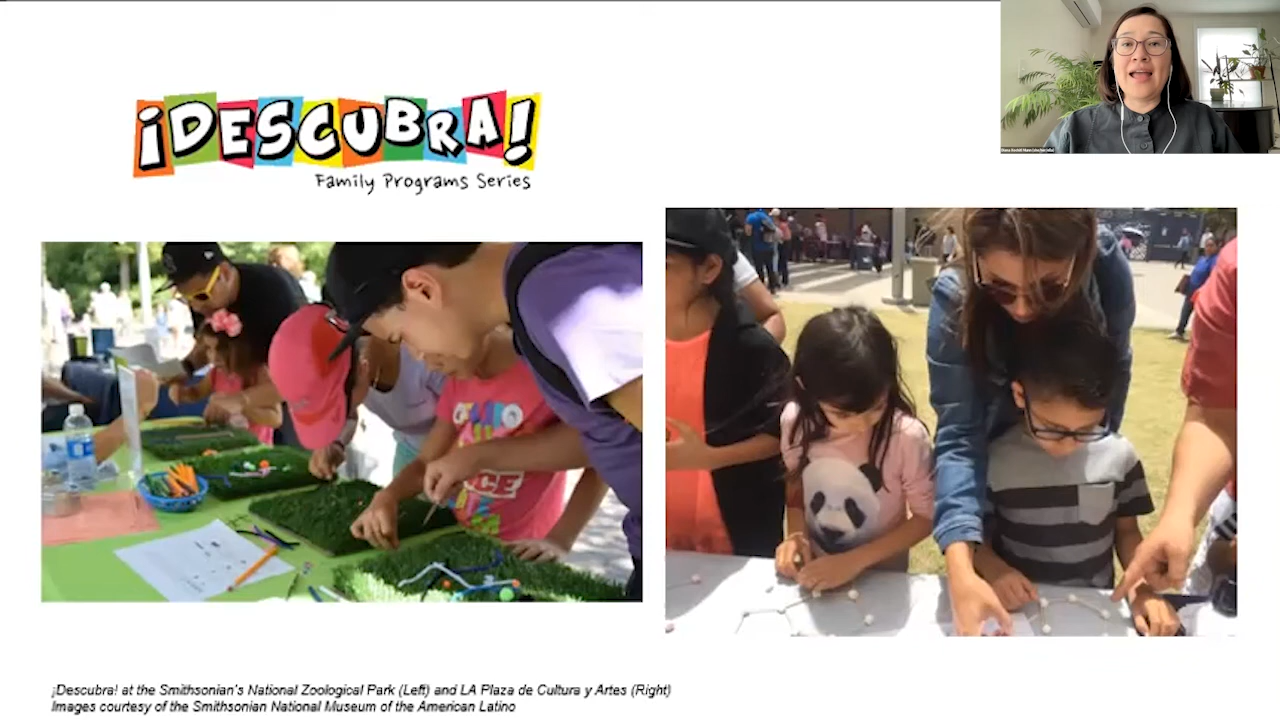 ¡DESCUBRA!
Family Programs Series
¡Descubra! at the Smithsonian's National Zoological Park (Left) and LA Plaza de Cultura y Artes (Right)
Images courtesy of the Smithsonian National Museum of the American Latino